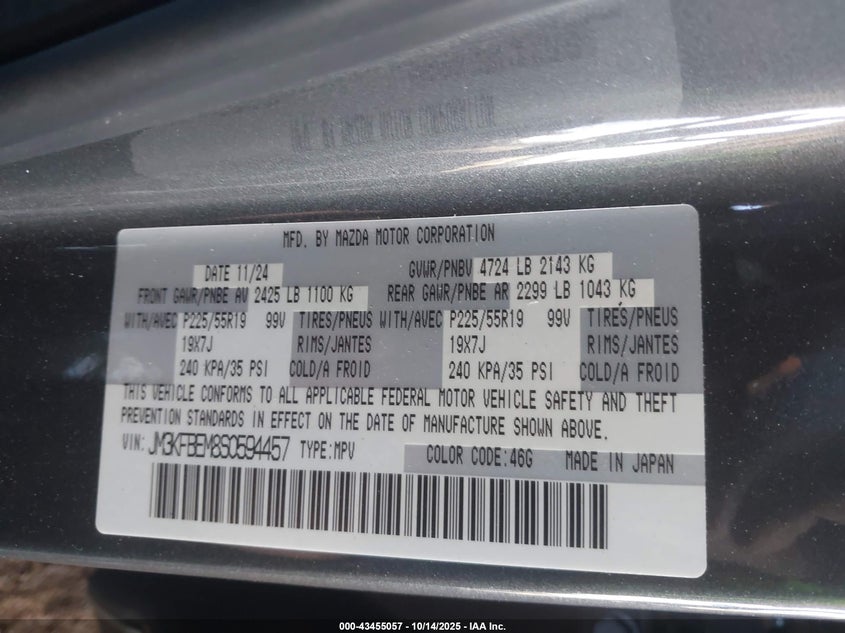 MFD. BY MAZDA MOTOR CORPORATION
DATE 11/24 GVWR/PNBV 4724 LB 2143 KG
FRONT GAWR/PNBE AV 2425 LB 1100 KG REAR GAWR/PNBE AR 2299 LB 1043 KG
WITH/AVEC P225/55R19 99V TIRES/PNEUS WITH/AVEC P225/55R19 99V TIRES/PNEUS
19X7J RIMS/JANTES 19X7J RIMS/JANTES
240 KPA/35 PSI COLD/A FROID 240 KPA/35 PSI COLD/A FROID
THIS VEHICLE CONFORMS TO ALL APPLICABLE FEDERAL MOTOR VEHICLE SAFETY AND THEFT
PREVENTION STANDARDS IN EFFECT ON THE DATE OF MANUFACTURE SHOWN ABOVE.
VIN: JM3KFBEM8S0594457 TYPE:MPV COLOR CODE:46G MADE IN JAPAN
000-43455057 | 10/14/2025 - IAA Inc.